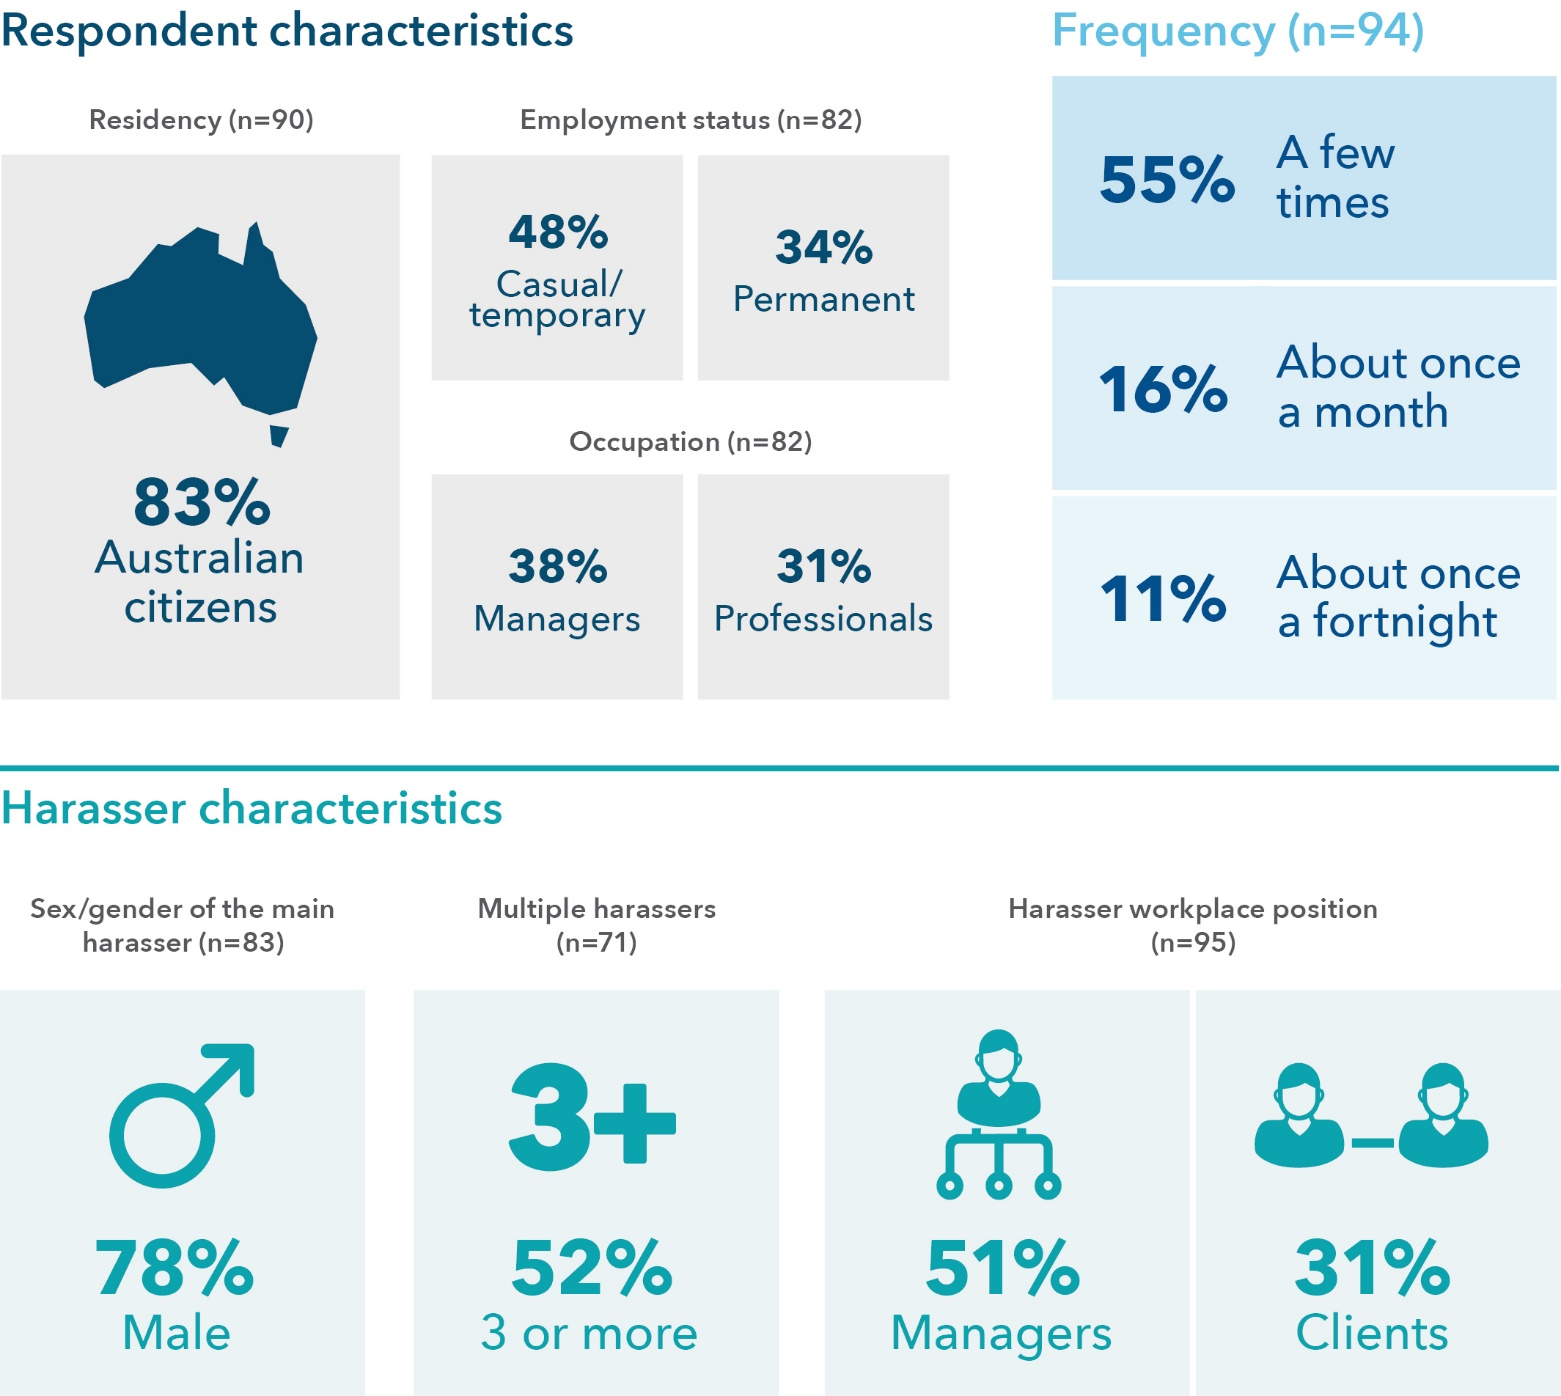 Respondent characteristics
Residency (n=90)
83%
Australian
citizens
Employment status (n=82)
48%
Casual/
temporary
34%
Permanent
Occupation (n=82)
38%
Managers
31%
Professionals
Frequency (n=94)
55%
A few
times
16%
About once
a month
11%
About once
a fortnight
Harasser characteristics
Sex/gender of the main
harasser (n=83)
78%
Male
Multiple harassers
(n=71)
3+
52%
3 or more
Harasser workplace position
(n=95)
51%
Managers
31%
Clients